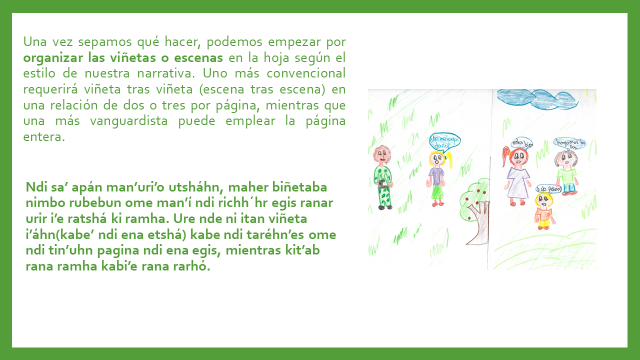 Una vez sepamos qué hacer, podemos empezar por
organizar las viñetas o escenas en la hoja según el
estilo de nuestra narrativa. Uno más convencional
requerirá viñeta tras viñeta (escena tras escena) en
una relación de dos o tres por página, mientras que
una más vanguardista puede emplear la página
entera.
Ndi sa’ apán man’uri’o utsháhn, maher biñetaba
nimbo rubebun ome man’í ndi richh´hr egis ranar
urir i’e ratshá ki ramha. Ure nde ni itan viñeta
i’áhn(kabe’ ndi ena etshá) kabe ndi taréhn’es ome
ndi tin’uhn pagina ndi ena egis, mientras kit’ab
rana ramha kabi’e rana rarhó.